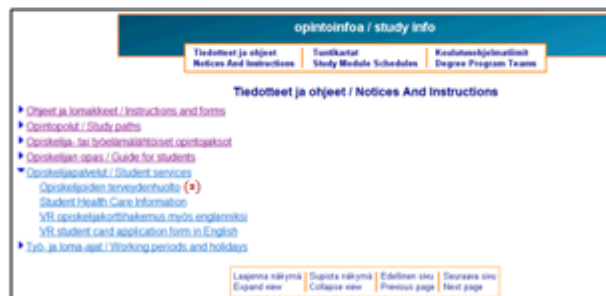 opintoinfoa / study info
Tiedotteet ja ohjeet
Notices And Instructions
Tuntikartat
Study Module Schedules
Koulutusohjelmatiimit
Degree Program Teams
Tiedotteet ja ohjeet / Notices And Instructions
Ohjeet ja lomakkeet / Instructions and forms
Opintopolut / Study paths
Opiskelija- tai työelämälähtöiset opintojaksot
Opiskelijan opas / Guide for students
Opiskelijapalvelut / Student services
Opiskelijoiden terveydenhuolto (x)
Student Health Care Information
VR opiskelijakorttihakemus myös englanniksi
VR student card application form in English
Työ- ja loma-ajat / Working periods and holidays
Laajenna näkymä
Expand view
Supista näkymä
Collapse view
Edellinen sivu
Previous page
Seuraava sivu
Next page